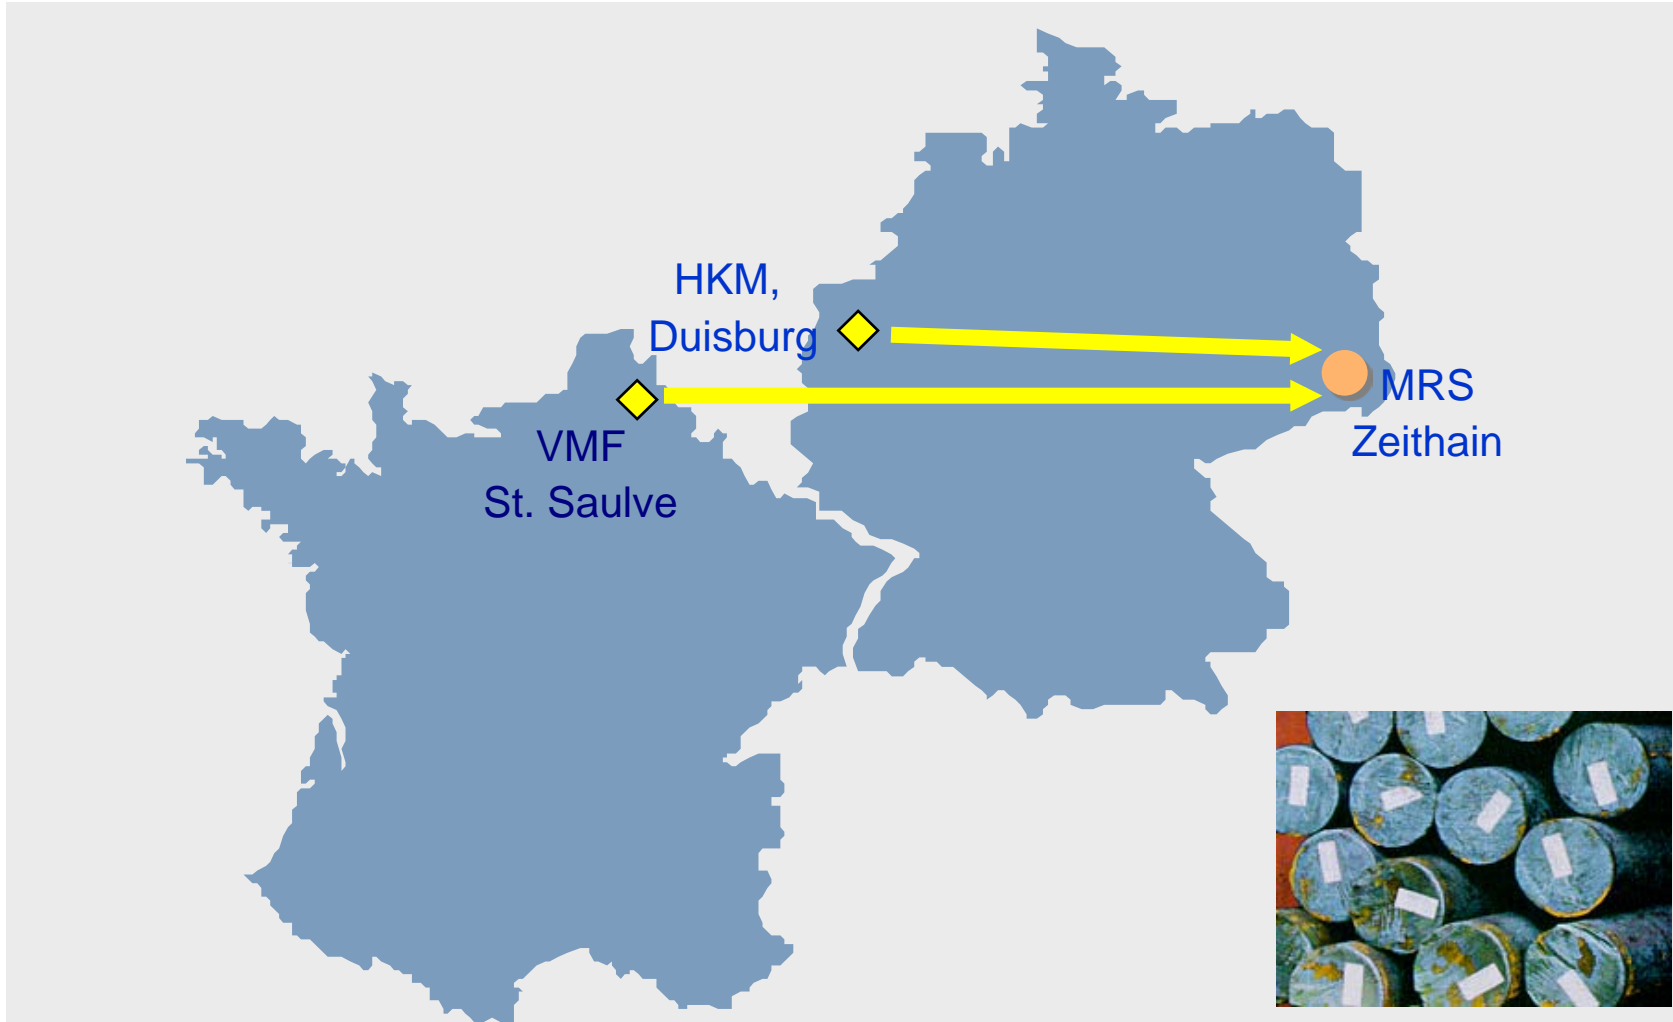 HKM,
Duisburg
MRS
Zeithain
VMF
St. Saulve